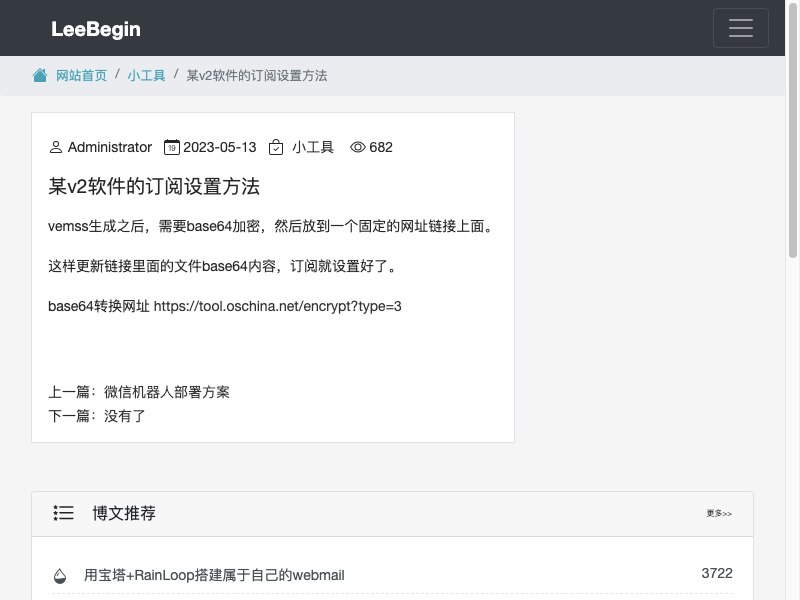 LeeBegin
网站首页 / 小工具 / 某v2软件的订阅设置方法
Administrator 19 2023-05-13 小工具 682
某v2软件的订阅设置方法
vemss生成之后，需要base64加密，然后放到一个固定的网址链接上面。
这样更新链接里面的文件base64内容，订阅就设置好了。
base64转换网址 https://tool.oschina.net/encrypt?type=3
上一篇：微信机器人部署方案
下一篇：没有了
博文推荐 更多>>
用宝塔+RainLoop搭建属于自己的webmail 3722